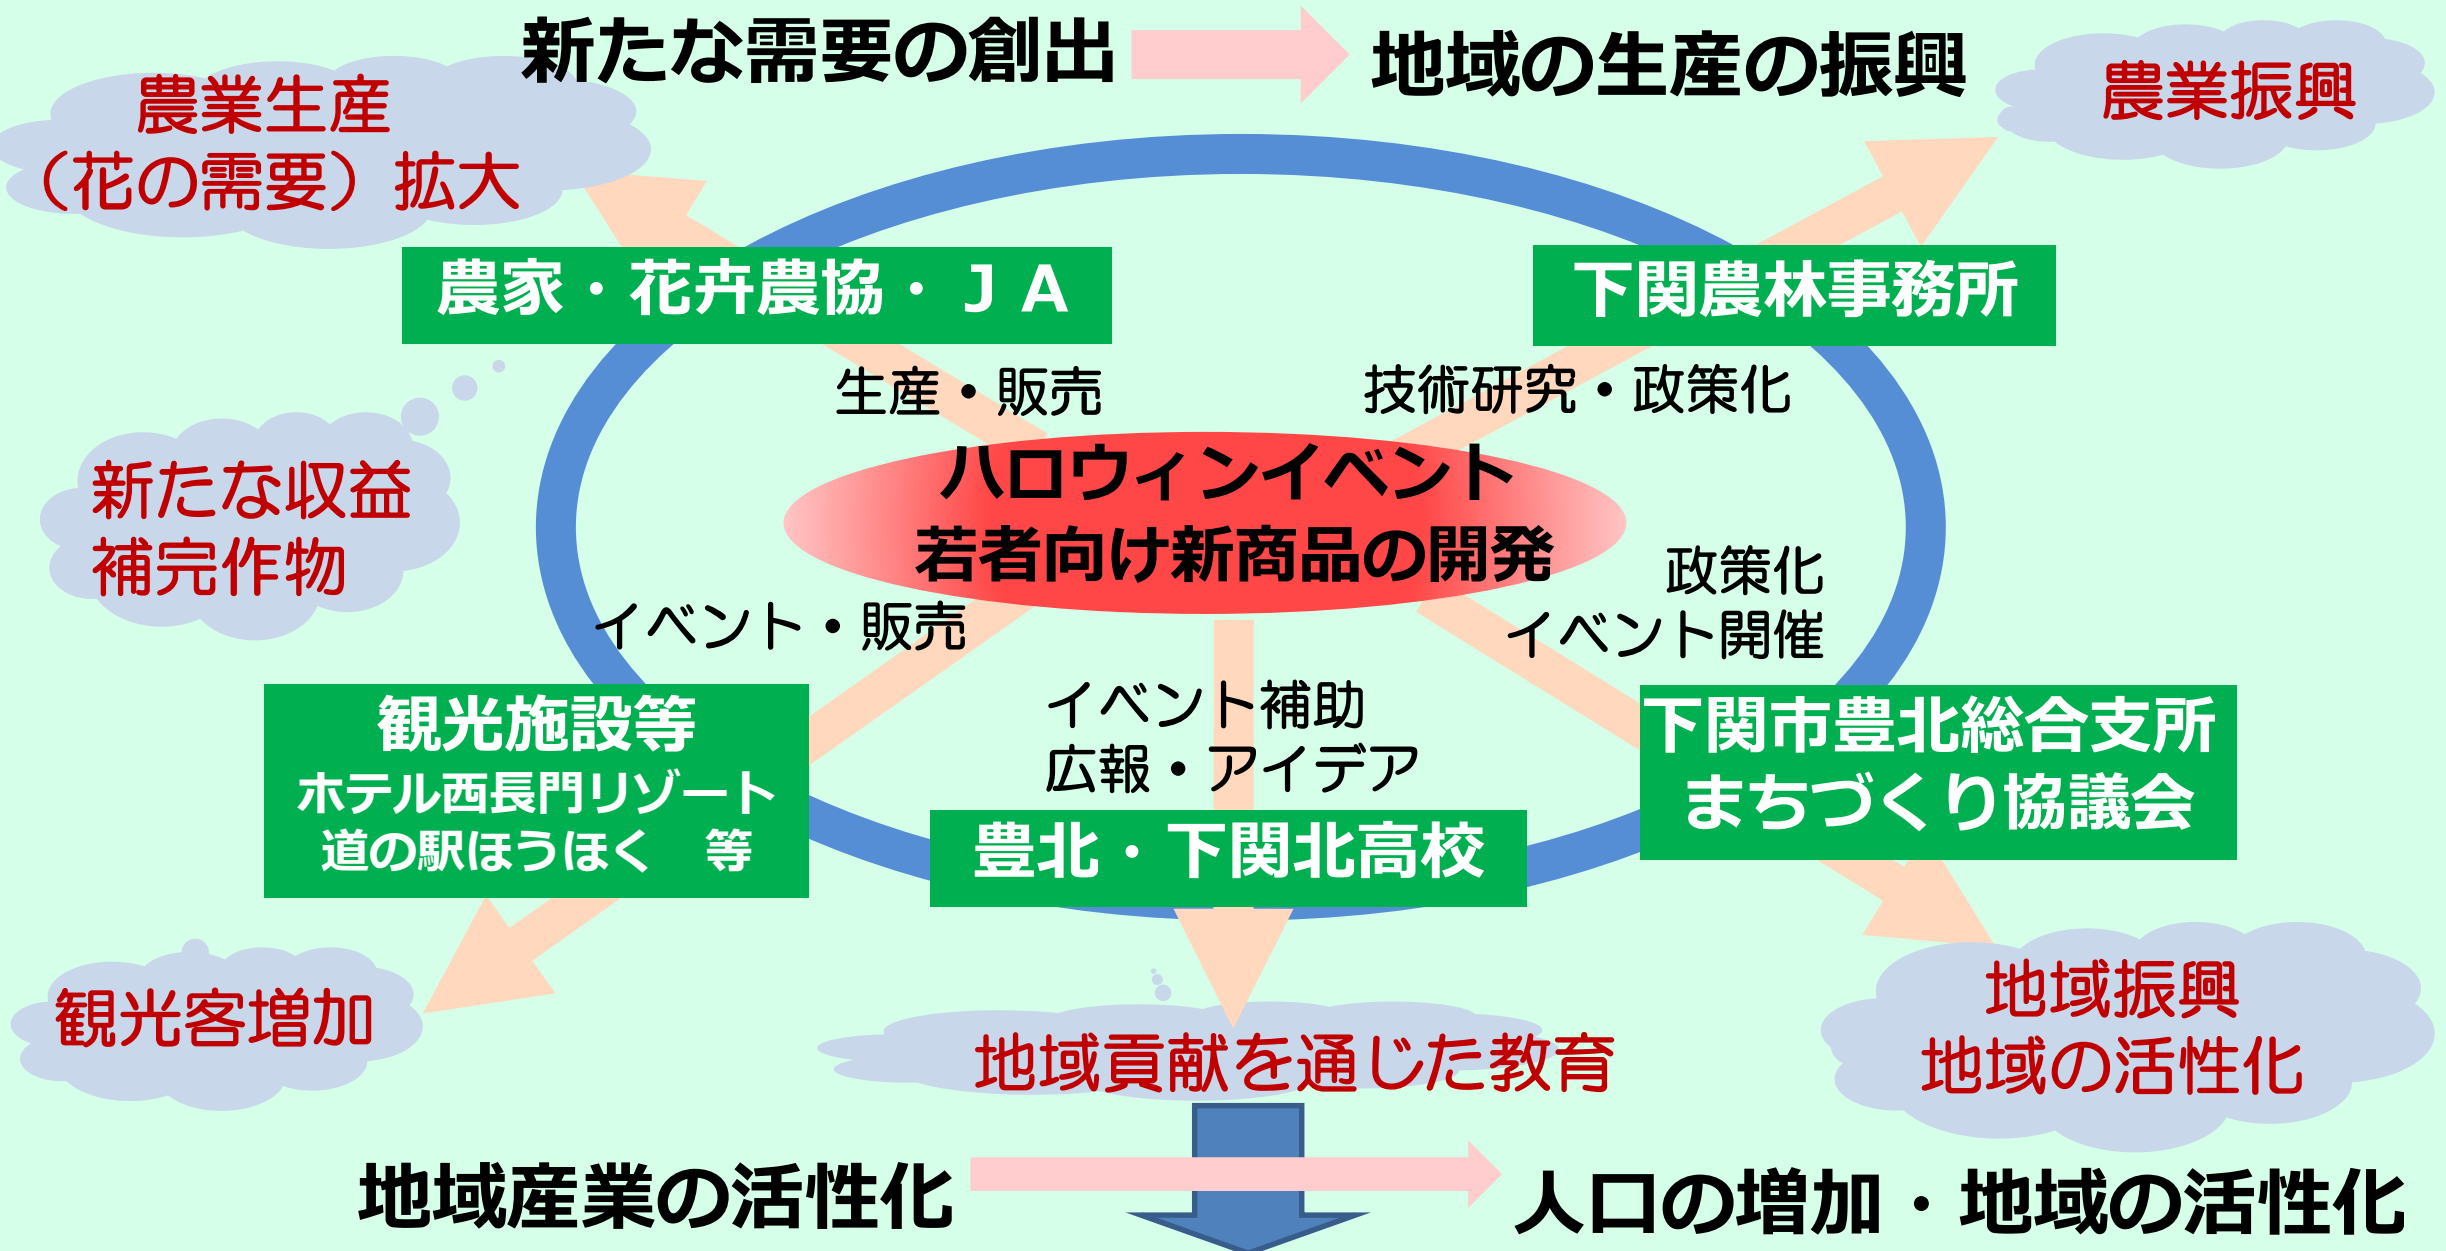 新たな需要の創出
地域の生産の振興
農業生産
（花の需要）拡大
農業振興
農家・花卉農協・ＪＡ
下関農林事務所
生産・販売
技術研究・政策化
ハロウィンイベント
若者向け新商品の開発
新たな収益
補完作物
イベント・販売
政策化
イベント開催
観光施設等
ホテル西長門リゾート
道の駅ほうほく　等
イベント補助
広報・アイデア
豊北・下関北高校
下関市豊北総合支所
まちづくり協議会
観光客増加
地域貢献を通じた教育
地域振興
地域の活性化
地域産業の活性化
人口の増加・地域の活性化